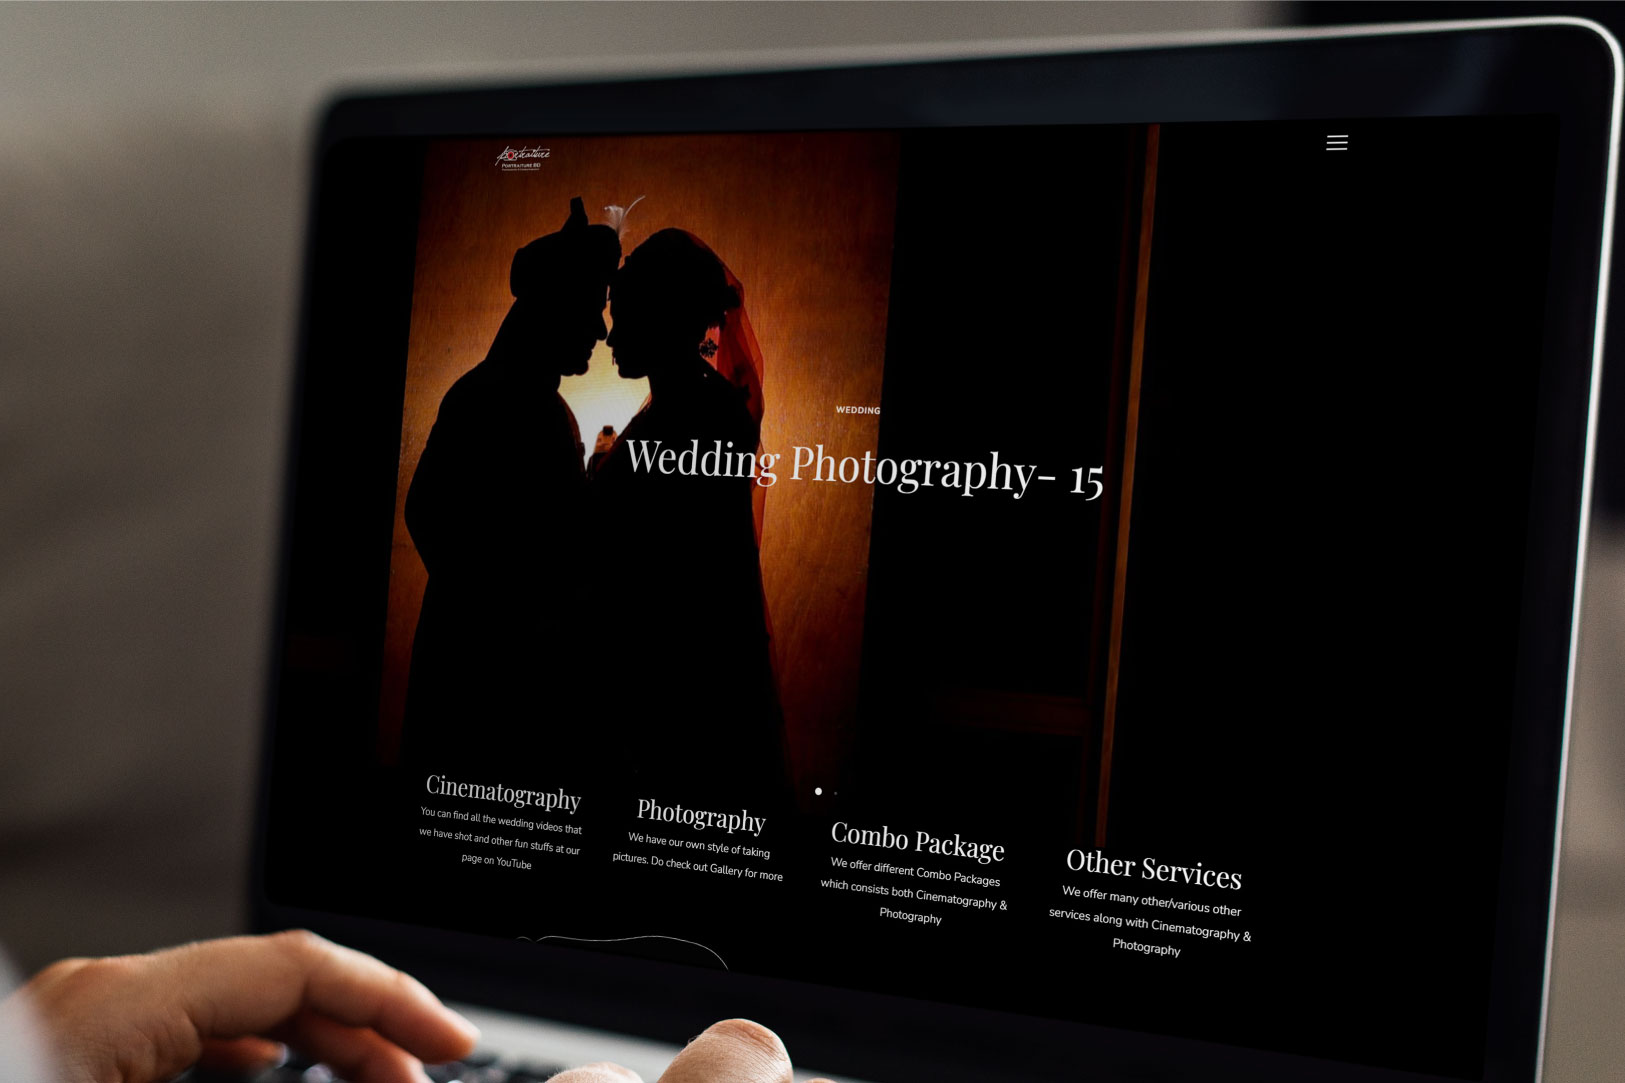 Portraiture
PORTRAITURE BD
WEDDING
Wedding Photography- 15
Cinematography
You can find all the wedding videos that
we have shot and other fun stuffs at our
page on YouTube
Photography
We have our own style of taking
pictures. Do check out Gallery for more
Combo Package
We offer different Combo Packages
which consists both Cinematography &
Photography
Other Services
We offer many other/various other
services along with Cinematography &
Photography